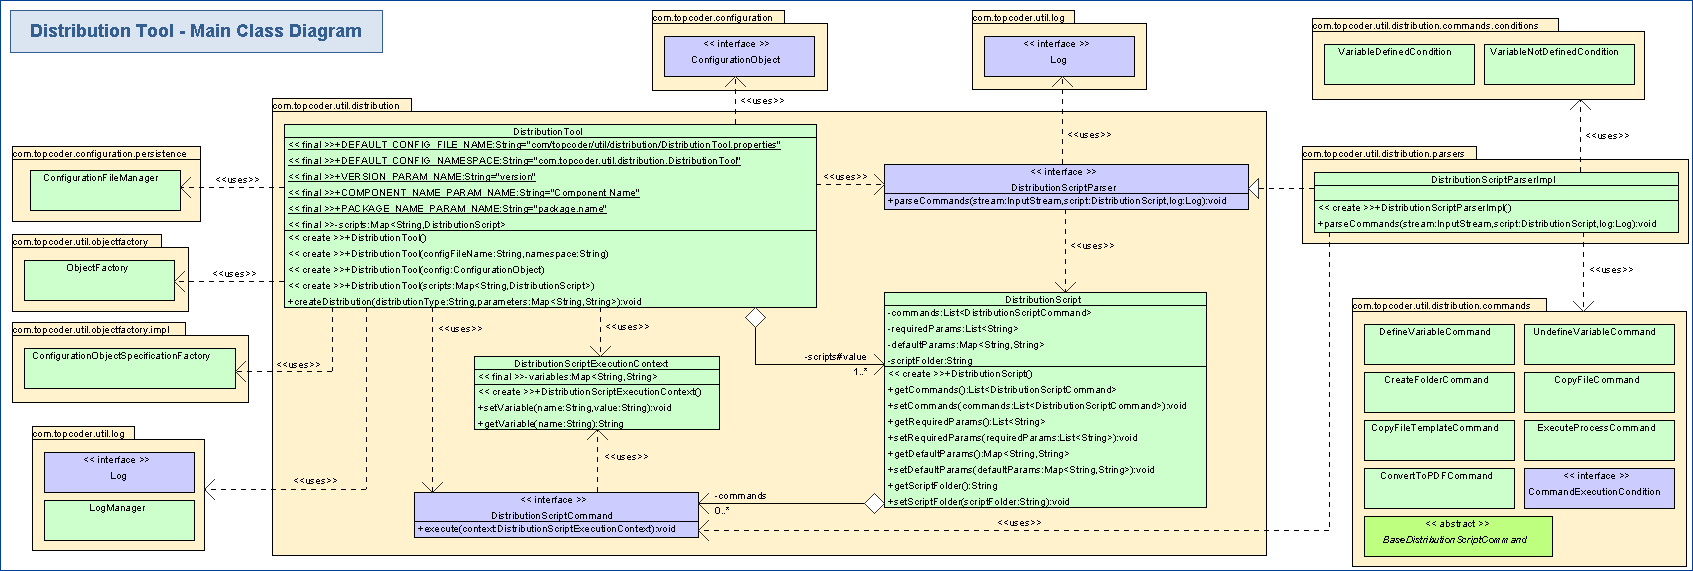 Distribution Tool - Main Class Diagram
com.topcoder.configuration
<< interface >>
ConfigurationObject
com.topcoder.util.log
<< interface >>
Log
com.topcoder.util.distribution.commands.conditions
VariableDefinedCondition
VariableNotDefinedCondition
<<uses>>
<<uses>>
<<uses>>
com.topcoder.util.distribution
DistributionTool
<< final >>+DEFAULT_CONFIG_FILE_NAME:String="com/topcoder/util/distribution/DistributionTool.properties"
<< final >>+DEFAULT_CONFIG_NAMESPACE:String="com.topcoder.util.distribution.DistributionTool"
<< final >>+VERSION_PARAM_NAME:String="version"
<< final >>+COMPONENT_NAME_PARAM_NAME:String="Component Name"
<< final >>+PACKAGE_NAME_PARAM_NAME:String="package.name"
<< final >>-scripts:Map<String,DistributionScript>
<< create >>+DistributionTool()
<< create >>+DistributionTool(configFileName:String,namespace:String)
<< create >>+DistributionTool(config:ConfigurationObject)
<< create >>+DistributionTool(scripts:Map<String,DistributionScript>)
+createDistribution(distributionType:String,parameters:Map<String,String>):void
com.topcoder.configuration.persistence
ConfigurationFileManager
<<uses>>
com.topcoder.util.objectfactory
ObjectFactory
<<uses>>
com.topcoder.util.objectfactory.impl
ConfigurationObjectSpecificationFactory
<<uses>>
com.topcoder.util.log
<< interface >>
Log
LogManager
<<uses>>
<<uses>>
<< interface >>
DistributionScriptParser
+parseCommands(stream:InputStream,script:DistributionScript,log:Log):void
com.topcoder.util.distribution.parsers
DistributionScriptParserImpl
<< create >>+DistributionScriptParserImpl()
+parseCommands(stream:InputStream,script:DistributionScript,log:Log):void
<<uses>>
<<uses>>
<<uses>>
<<uses>>
DistributionScriptExecutionContext
<< final >>-variables:Map<String,String>
<< create >>+DistributionScriptExecutionContext()
+setVariable(name:String,value:String):void
+getVariable(name:String):String
<<uses>>
-scripts#value
1..*
DistributionScript
-commands:List<DistributionScriptCommand>
-requiredParams:List<String>
-defaultParams:Map<String,String>
-scriptFolder:String
<< create >>+DistributionScript()
+getCommands():List<DistributionScriptCommand>
+setCommands(commands:List<DistributionScriptCommand>):void
+getRequiredParams():List<String>
+setRequiredParams(requiredParams:List<String>):void
+getDefaultParams():Map<String,String>
+setDefaultParams(defaultParams:Map<String,String>):void
+getScriptFolder():String
+setScriptFolder(scriptFolder:String):void
<< interface >>
DistributionScriptCommand
+execute(context:DistributionScriptExecutionContext):void
-commands
0..*
<<uses>>
com.topcoder.util.distribution.commands
DefineVariableCommand
UndefineVariableCommand
CreateFolderCommand
CopyFileCommand
CopyFileTemplateCommand
ExecuteProcessCommand
ConvertToPDFCommand
<< interface >>
CommandExecutionCondition
<< abstract >>
BaseDistributionScriptCommand